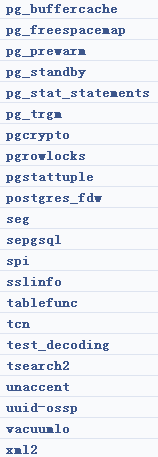 pg_buffercache
pg_freespacemap
pg_prewarm
pg_standby
pg_stat_statements
pg_trgm
pgcrypto
pgrowlocks
pgstattuple
postgres_fdw
seg
sepgsql
spi
sslinfo
tablefunc
tcn
test_decoding
tsearch2
unaccent
uuid-ossp
vacuumlo
xml2